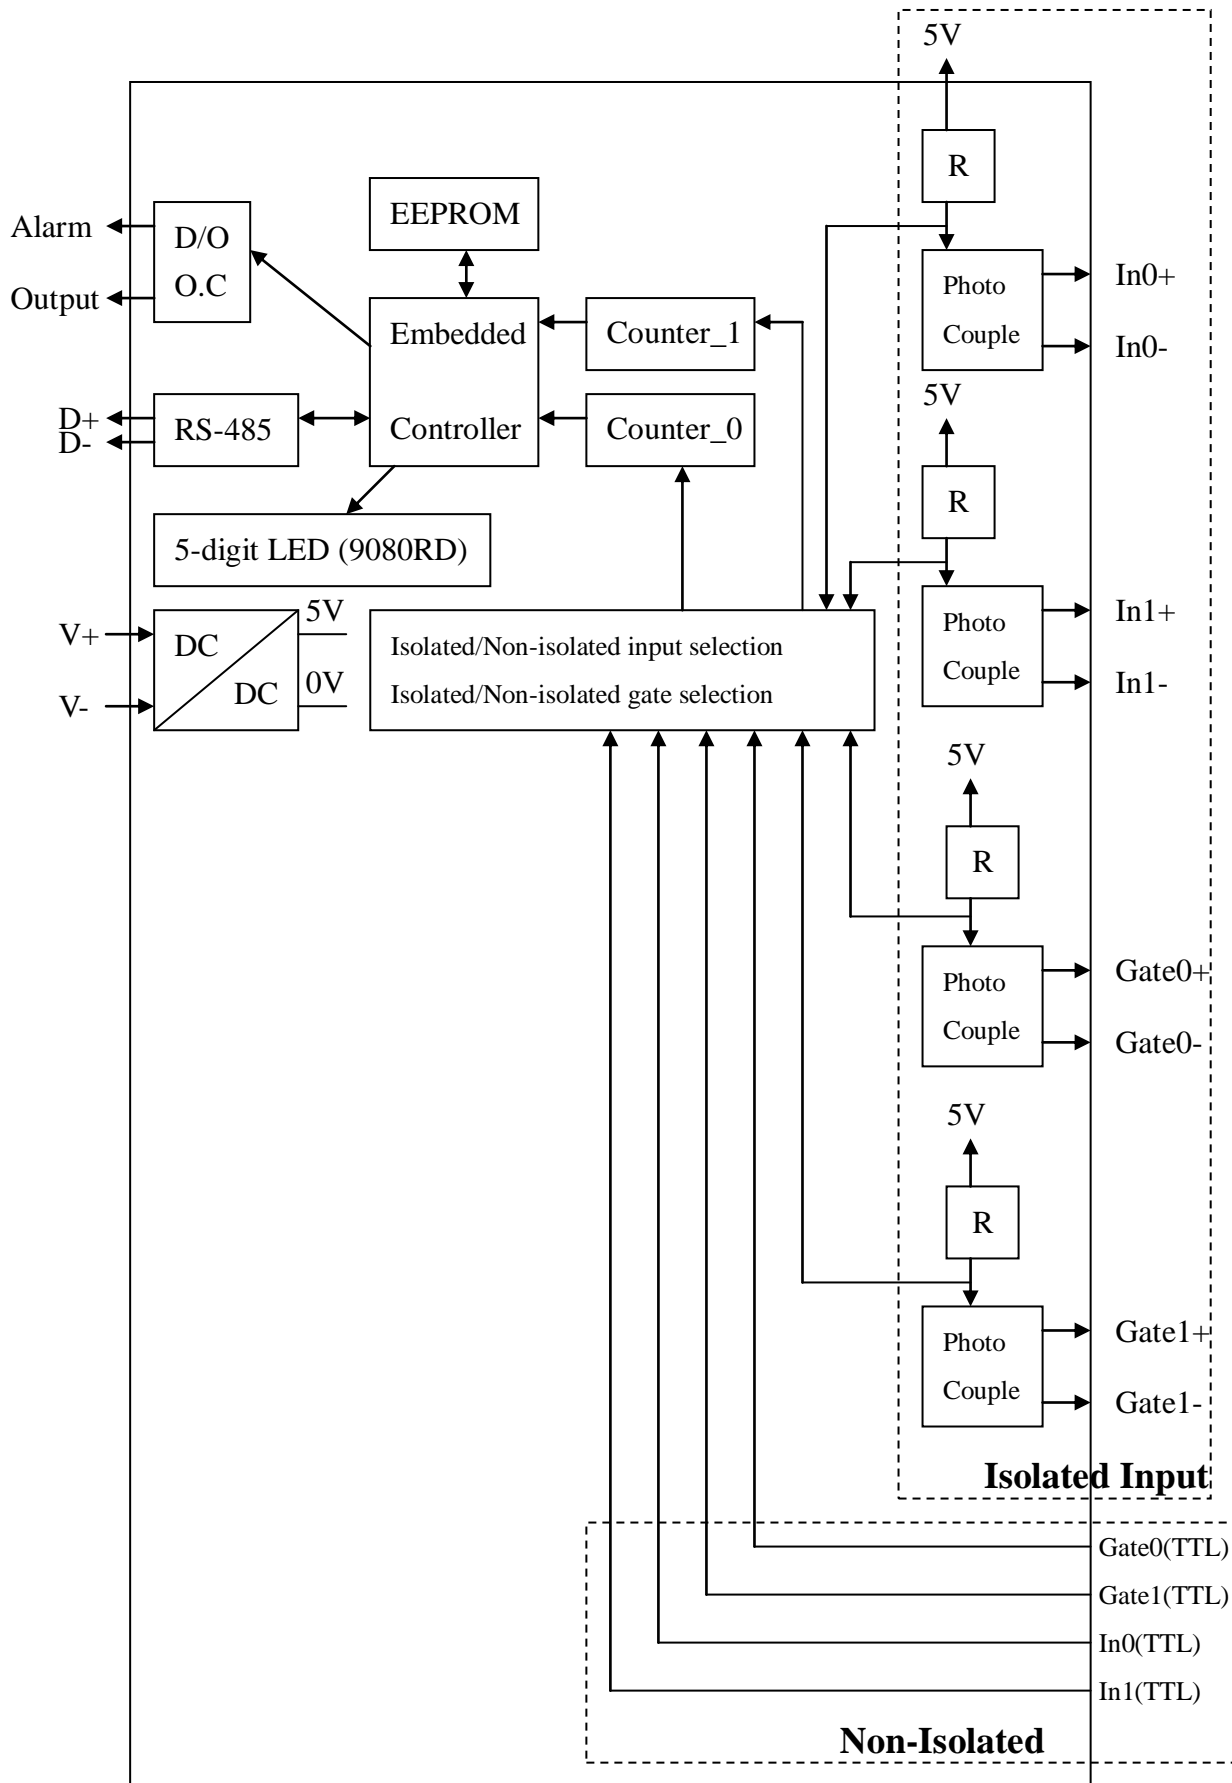 5V
R
Alarm
D/O
EEPROM
O.C
Output
Photo
Couple
In0+
In0-
Embedded
Controller
Counter_1
Counter_0
D+
D-
RS-485
5V
R
5-digit LED (9080RD)
V+
V-
DC
DC
5V
0V
Isolated/Non-isolated input selection
Isolated/Non-isolated gate selection
Photo
Couple
In1+
In1-
5V
R
Photo
Couple
Gate0+
Gate0-
5V
R
Photo
Couple
Gate1+
Gate1-
Isolated Input
Gate0(TTL)
Gate1(TTL)
In0(TTL)
In1(TTL)
Non-Isolated